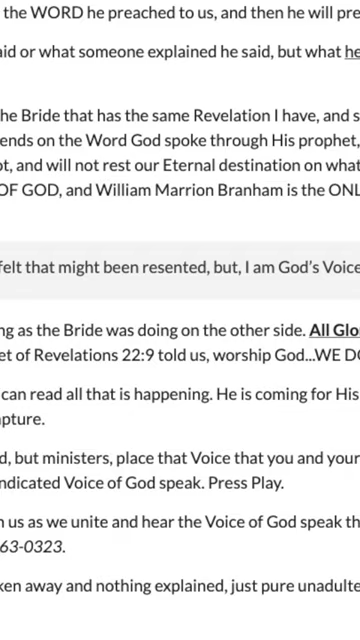 the WORD he preached to us, and then he will pre
aid or what someone explained he said, but what he
he Bride that has the same Revelation I have, and s
ends on the Word God spoke through His prophet,
ot, and will not rest our Eternal destination on what
OF GOD, and William Marrion Branham is the ONL
felt that might been resented, but, I am God's Voice
ng as the Bride was doing on the other side. All Glo
et of Revelations 22:9 told us, worship God...WE DO
can read all that is happening. He is coming for His
apture.
d, but ministers, place that Voice that you and your
ndicated Voice of God speak. Press Play.
n us as we unite and hear the Voice of God speak th
63-0323.
ken away and nothing explained, just pure unadulte